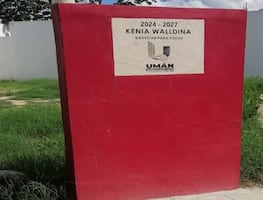 2024 - 2027
KENIA WALLDINA
BIENESTAR PARA TODOS
UMÁN